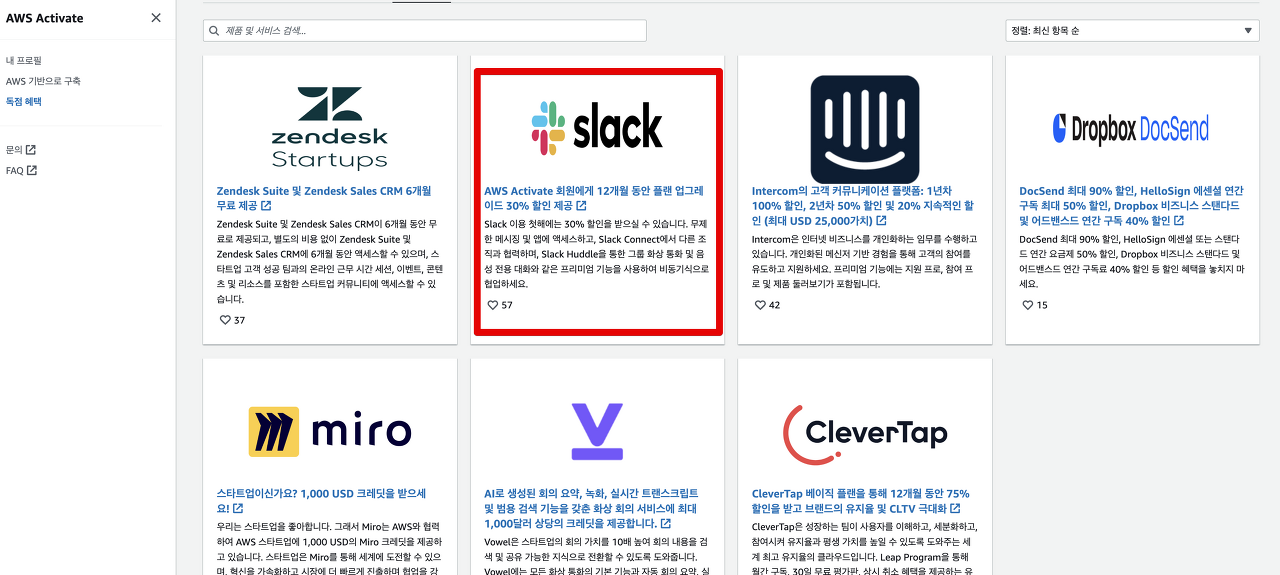 AWS Activate
내 프로필
AWS 기반으로 구축
독점 혜택
문의
FAQ
제품 및 서비스 검색...
정렬: 최신 항목 순
zendesk
Startups
Zendesk Suite 및 Zendesk Sales CRM 6개월
무료 제공
Zendesk Suite 및 Zendesk Sales CRM이 6개월 동안 무
료로 제공되고, 별도의 비용 없이 Zendesk Suite 및
Zendesk Sales CRM에 6개월 동안 액세스할 수 있으며, 스
타트업 고객 성공 팀과의 온라인 근무 시간 세션, 이벤트, 콘텐
츠 및 리소스를 포함한 스타트업 커뮤니티에 액세스할 수 있
습니다.
37
slack
AWS Activate 회원에게 12개월 동안 플랜 업그레
이드 30% 할인 제공
Slack 이용 첫해에는 30% 할인을 받으실 수 있습니다. 무제
한 메시징 및 앱에 액세스하고, Slack Connect에서 다른 조
직과 협력하며, Slack Huddle을 통한 그룹 화상 통화 및 음
성 전용 대화와 같은 프리미엄 기능을 사용하여 비동기식으로
협업하세요.
57
Intercom의 고객 커뮤니케이션 플랫폼: 1년차
100% 할인, 2년차 50% 할인 및 20% 지속적인 할
인 (최대 USD 25,000가치)
Intercom은 인터넷 비즈니스를 개인화하는 임무를 수행하고
있습니다. 개인화된 메신저 기반 경험을 통해 고객의 참여를
유도하고 지원하세요. 프리미엄 기능에는 지원 프로, 참여 프
로 및 제품 둘러보기가 포함됩니다.
42
Dropbox DocSend
DocSend 최대 90% 할인, HelloSign 에센셜 연간
구독 최대 50% 할인, Dropbox 비즈니스 스탠다드
및 어드밴스드 연간 구독 40% 할인
DocSend 최대 90% 할인, HelloSign 에센셜 또는 스탠다
드 연간 요금제 50% 할인, Dropbox 비즈니스 스탠다드 및
어드밴스드 연간 구독료 40% 할인 등 할인 혜택을 놓치지 마
세요.
15
miro
스타트업이신가요? 1,000 USD 크레딧을 받으세
요!
우리는 스타트업을 좋아합니다. 그래서 Miro는 AWS와 협력
하여 AWS 스타트업에 1,000 USD의 Miro 크레딧을 제공하
고 있습니다. 스타트업은 Miro를 통해 세계에 도전할 수 있으
며, 혁신을 가속화하고 시장에 더 빠르게 진출하며 협업을 강
AI로 생성된 회의 요약, 녹화, 실시간 트랜스크립트
및 범용 검색 기능을 갖춘 화상 회의 서비스에 최대
1,000달러 상당의 크레딧을 제공합니다.
Vowel은 스타트업의 회의 가치를 10배 높여 회의 내용을 검
색 및 공유 가능한 지식으로 전환할 수 있도록 도와줍니다.
Vowel에는 모든 화상 통화의 기본 기능과 자동 회의 요약, 실
CleverTap
CleverTap 베이직 플랜을 통해 12개월 동안 75%
할인을 받고 브랜드의 유지율 및 CLTV 극대화
CleverTap은 성장하는 팀이 사용자를 이해하고, 세분화하고,
참여시켜 유지율과 평생 가치를 높일 수 있도록 도와주는 세
계 최고 유지율의 클라우드입니다. Leap Program을 통해
월간 구독, 30일 무료 평가판, 상시 취소 혜택을 제공하는 유